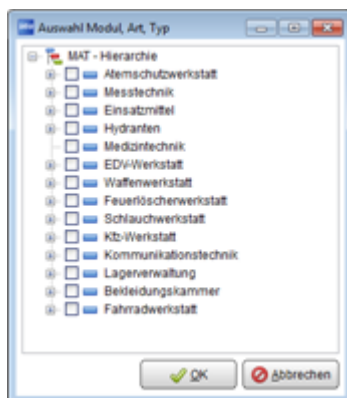 Auswahl Modul, Art, Typ
MAT - Hierarchie
Atemschutzwerkstatt
Messtechnik
Einsatzmittel
Hydranten
Medizintechnik
EDV-Werkstatt
Waffenwerkstatt
Feuerlöscherwerkstatt
Schlauchwerkstatt
Kfz-Werkstatt
Kommunikationstechnik
Lagerverwaltung
Bekleidungskammer
Fahrradwerkstatt
OK
Abbrechen